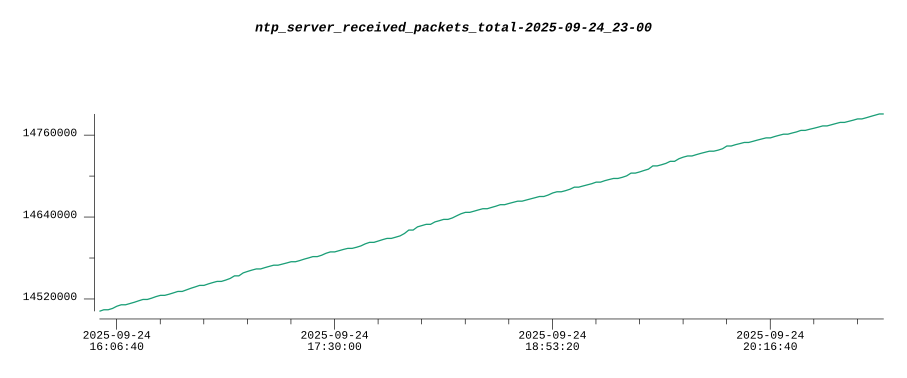 ntp_server_received_packets_total-2025-09-24_23-00
14760000
14640000
14520000
2025-09-24 2025-09-24 2025-09-24 2025-09-24
16:06:40 17:30:00 18:53:20 20:16:40